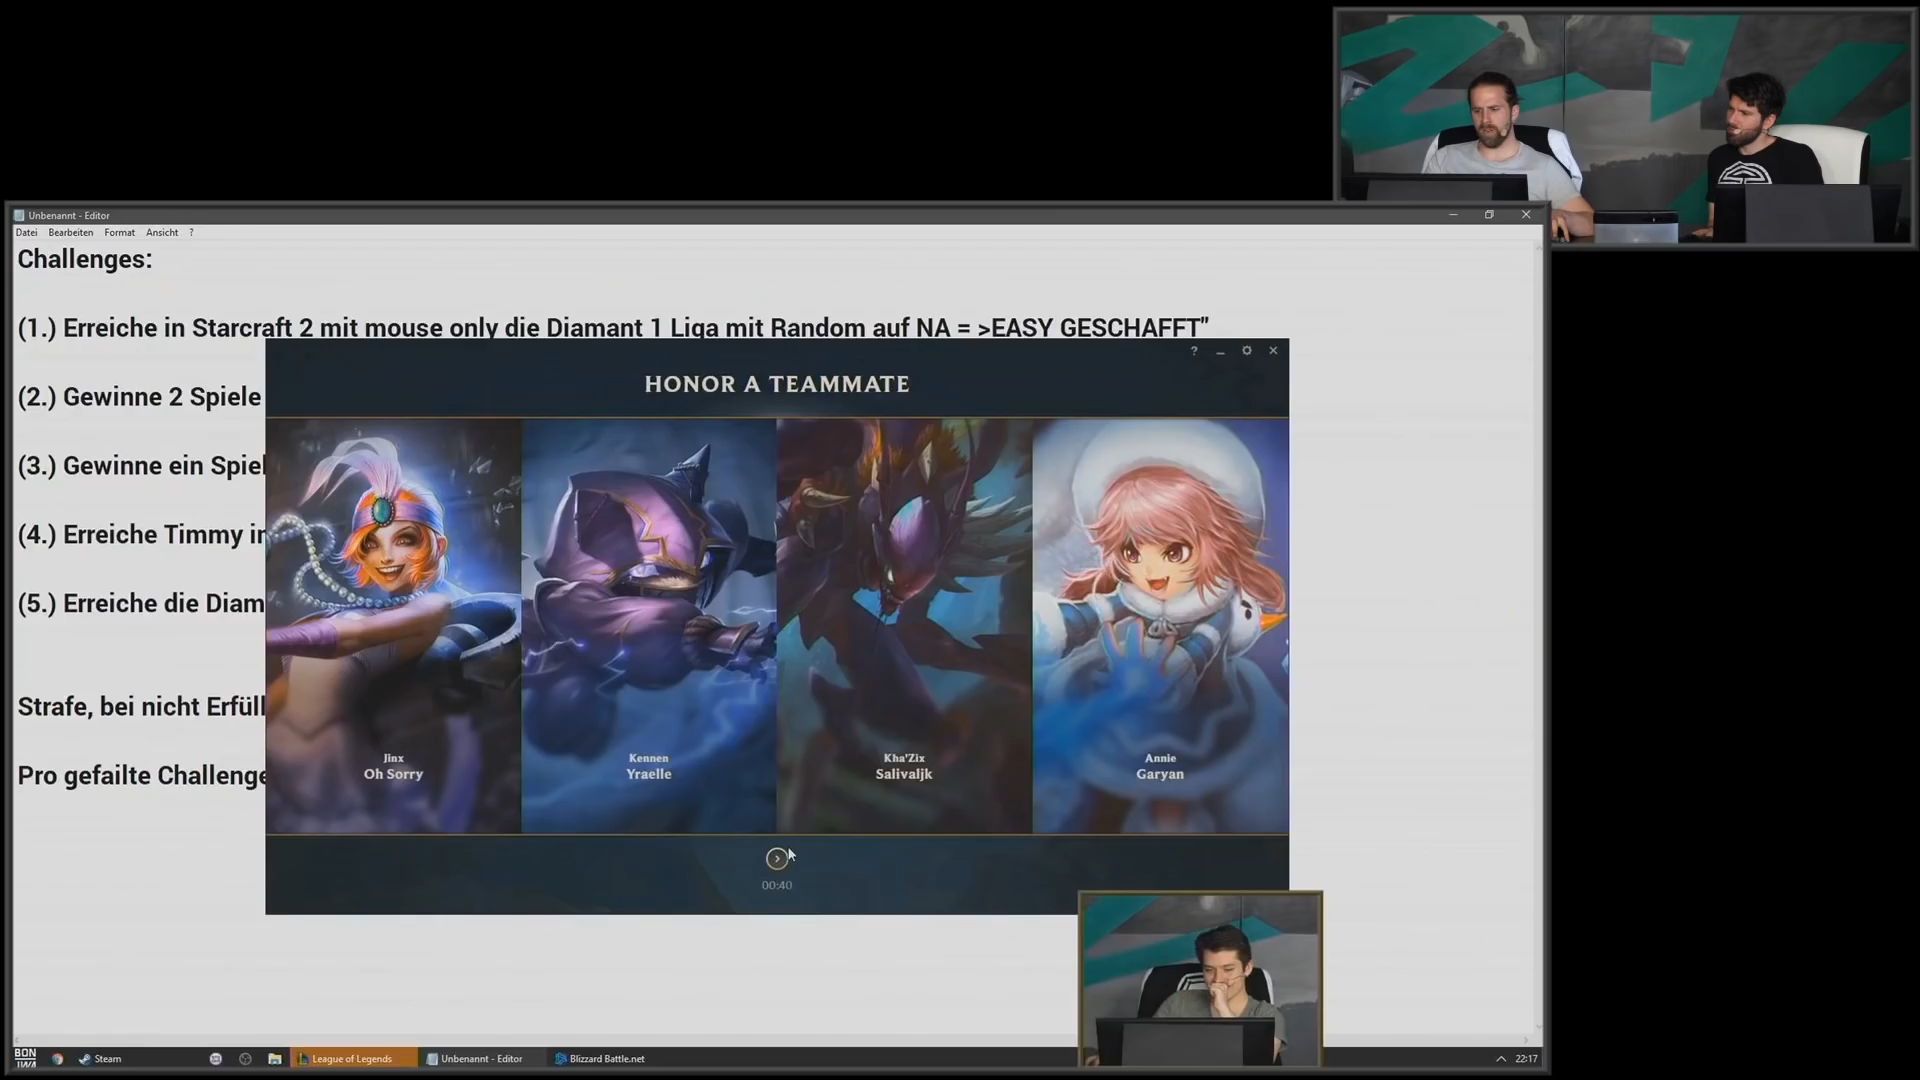 Unbenannt - Editor
Datei Bearbeiten Format Ansicht ?
Challenges:
(1.) Erreiche in Starcraft 2 mit mouse only die Diamant 1 Liga mit Random auf NA = >EASY GESCHAFFT"
(2.) Gewinne 2 Spiele
(3.) Gewinne ein Spiel
(4.) Erreiche Timmy in
(5.) Erreiche die Diam
Strafe, bei nicht Erfüll
Pro gefailte Challenge
?
HONOR A TEAMMATE
Jinx
Oh Sorry
Kennen
Yraelle
Kha'Zix
Salivaljk
Annie
Garyan
00:40
BON
JWA
Steam
League of Legends
Unbenannt - Editor
Blizzard Battle.net
22:17